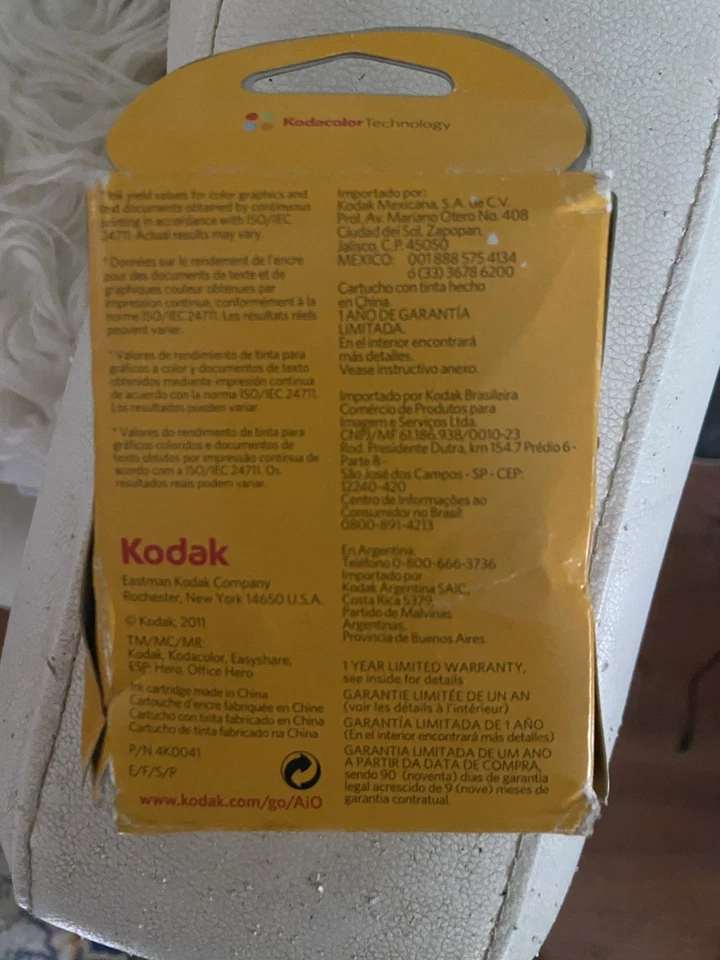 Kodacolor Technology
* Ink yield values for color graphics and
text documents obtained by continuous
printing in accordance with ISO/IEC
24711. Actual results may vary.
* Données sur le rendement de l'encre
pour des documents de texte et de
graphiques couleur obtenues par
impression continue, conformément à la
norme ISO/IEC 24711. Les résultats réels
peuvent varier.
* Valores de rendimiento de tinta para
gráficos a color y documentos de texto
obtenidos mediante impresión continua
de acuerdo con la norma ISO/IEC 24711.
Los resultados pueden variar.
* Valores do rendimento de tinta para
gráficos coloridos e documentos de
texto obtidos por impressão contínua de
acordo com a ISO/IEC 24711. Os
resultados reais podem variar.
Kodak
Eastman Kodak Company
Rochester, New York 14650 U.S.A.
© Kodak, 2011
TM/MC/MR:
Kodak, Kodacolor, Easyshare,
ESP, Hero, Office Hero
Ink cartridge made in China
Cartouche d'encre fabriquée en Chine
Cartucho con tinta fabricado en China
Cartucho de tinta fabricado na China
P/N 4K0041
E/F/S/P
www.kodak.com/go/AiO
Importado por:
Kodak Mexicana, S.A. de C.V.
Prol. Av. Mariano Otero No. 408
Ciudad del Sol, Zapopan,
Jalisco, C.P. 45050
MEXICO: 001 888 575 4134
ó (33) 3678 6200
Cartucho con tinta hecho
en China.
1 AÑO DE GARANTÍA
LIMITADA.
En el interior encontrará
más detalles.
Vease instructivo anexo.
Importado por Kodak Brasileira
Comércio de Produtos para
Imagem e Serviços Ltda.
CNPJ/MF 61.186.938/0010-23
Rod. Presidente Dutra, km 154.7 Prédio 6 -
Parte B -
São José dos Campos - SP - CEP:
12240-420
Centro de Informações ao
Consumidor no Brasil:
0800-891-4213
En Argentina:
Teléfono 0-800-666-3736
Importado por
Kodak Argentina SAIC,
Costa Rica 5379,
Partido de Malvinas
Argentinas,
Provincia de Buenos Aires.
1 YEAR LIMITED WARRANTY,
see inside for details
GARANTIE LIMITÉE DE UN AN
(voir les détails à l'intérieur)
GARANTÍA LIMITADA DE 1 AÑO
(En el interior encontrará más detalles)
GARANTIA LIMITADA DE UM ANO
A PARTIR DA DATA DE COMPRA,
sendo 90 (noventa) dias de garantia
legal acrescido de 9 (nove) meses de
garantia contratual.